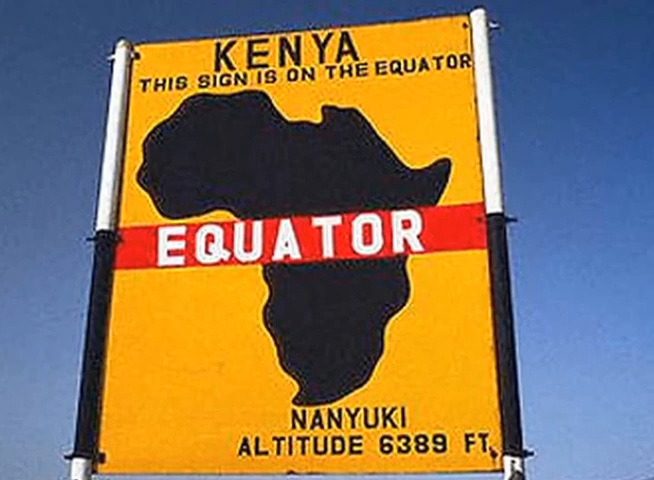 KENYA
THIS SIGN IS ON THE EQUATOR
EQUATOR
NANYUKI
ALTITUDE 6389 FT.